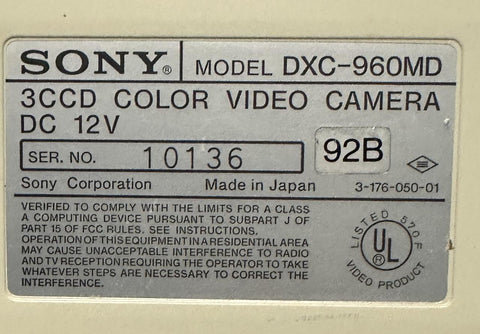 SONY® MODEL DXC-960MD
3CCD COLOR VIDEO CAMERA
DC 12V
SER. NO. 10136 92B
Sony Corporation Made in Japan 3-176-050-01
VERIFIED TO COMPLY WITH THE LIMITS FOR A CLASS
A COMPUTING DEVICE PURSUANT TO SUBPART J OF
PART 15 OF FCC RULES. SEE INSTRUCTIONS.
OPERATION OF THIS EQUIPMENT IN A RESIDENTIAL AREA
MAY CAUSE UNACCEPTABLE INTERFERENCE TO RADIO
AND TV RECEPTION REQUIRING THE OPERATOR TO TAKE
WHATEVER STEPS ARE NECESSARY TO CORRECT THE
INTERFERENCE.
LISTED 570F
UL®
VIDEO PRODUCT